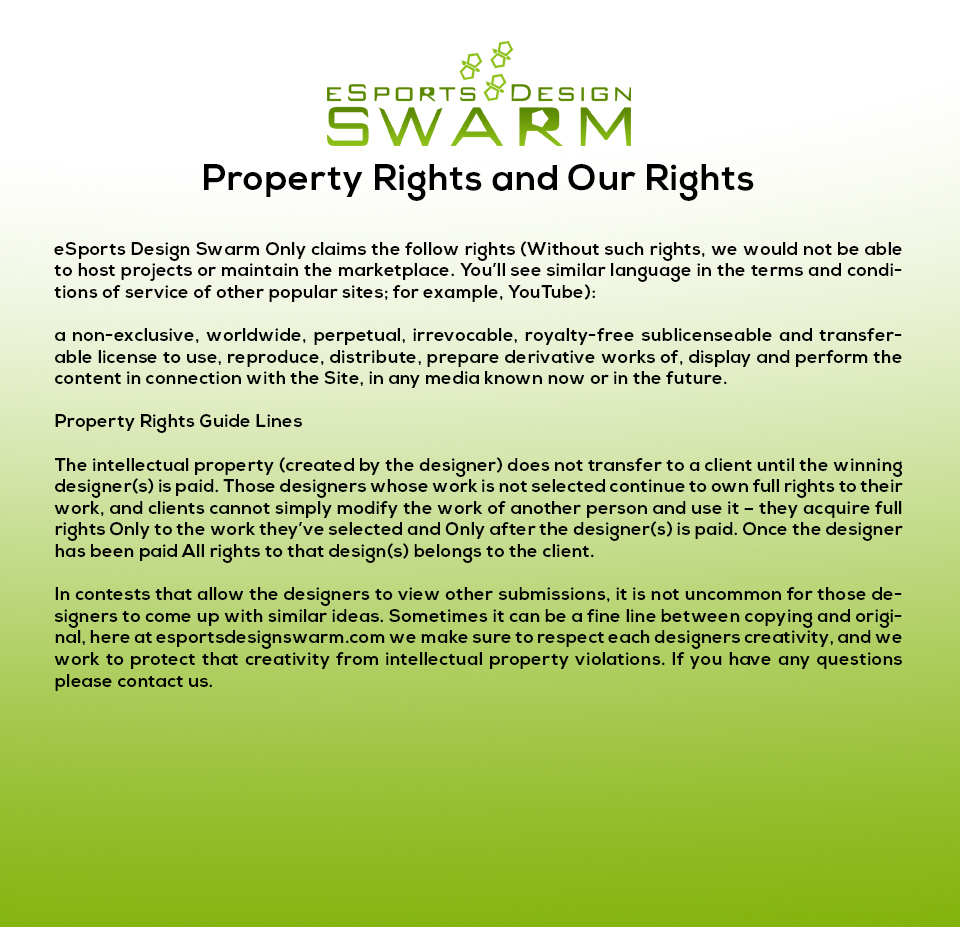 eSports Design
SWARM
Property Rights and Our Rights
eSports Design Swarm Only claims the follow rights (Without such rights, we would not be able
to host projects or maintain the marketplace. You'll see similar language in the terms and condi-
tions of service of other popular sites; for example, YouTube):
a non-exclusive, worldwide, perpetual, irrevocable, royalty-free sublicenseable and transfer-
able license to use, reproduce, distribute, prepare derivative works of, display and perform the
content in connection with the Site, in any media known now or in the future.
Property Rights Guide Lines
The intellectual property (created by the designer) does not transfer to a client until the winning
designer(s) is paid. Those designers whose work is not selected continue to own full rights to their
work, and clients cannot simply modify the work of another person and use it – they acquire full
rights Only to the work they've selected and Only after the designer(s) is paid. Once the designer
has been paid All rights to that design(s) belongs to the client.
In contests that allow the designers to view other submissions, it is not uncommon for those de-
signers to come up with similar ideas. Sometimes it can be a fine line between copying and origi-
nal, here at esportsdesignswarm.com we make sure to respect each designers creativity, and we
work to protect that creativity from intellectual property violations. If you have any questions
please contact us.